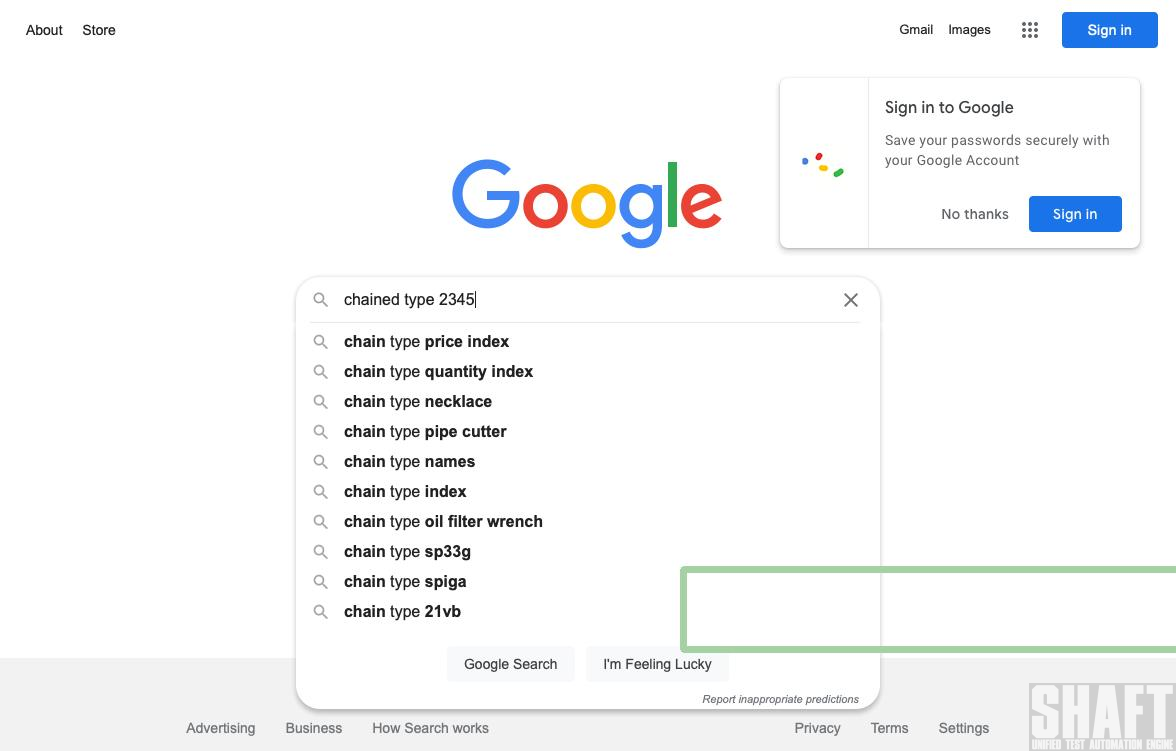 About Store
Gmail Images
Sign in
Sign in to Google
Save your passwords securely with
your Google Account
No thanks
Sign in
Google
chained type 2345
chain type price index
chain type quantity index
chain type necklace
chain type pipe cutter
chain type names
chain type index
chain type oil filter wrench
chain type sp33g
chain type spiga
chain type 21vb
Google Search
I'm Feeling Lucky
Report inappropriate predictions
Advertising Business How Search works
Privacy Terms Settings
SHAFT
UNIFIED TEST AUTOMATION ENGINE